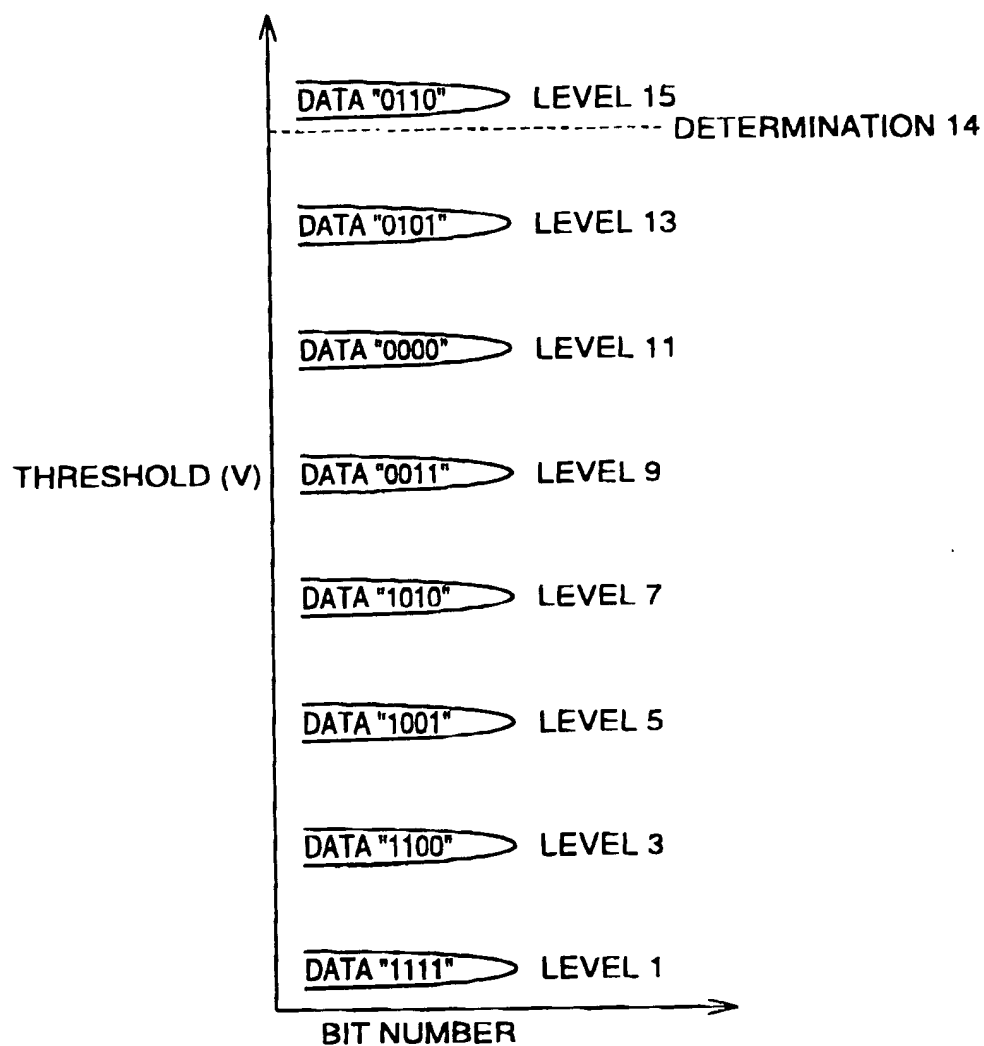 DATA "0110" LEVEL 15
DETERMINATION 14
DATA "0101" LEVEL 13
DATA "0000" LEVEL 11
THRESHOLD (V)
DATA "0011" LEVEL 9
DATA "1010" LEVEL 7
DATA "1001" LEVEL 5
DATA "1100" LEVEL 3
DATA "1111" LEVEL 1
BIT NUMBER